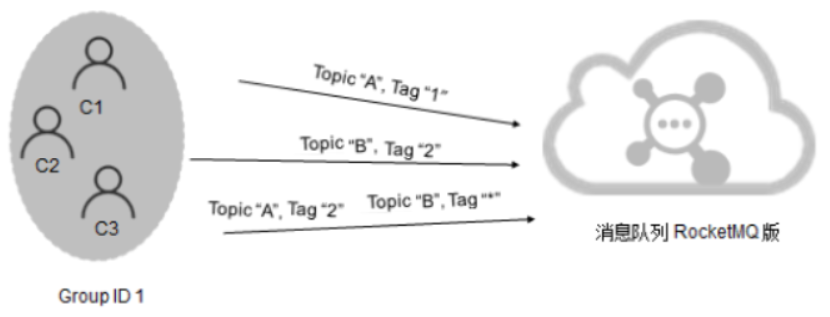 C1
C2
C3
Group ID 1
Topic “A”, Tag “1”
Topic “B”, Tag “2”
Topic “A”, Tag “2”
Topic “B”, Tag “*”
消息队列 RocketMQ 版